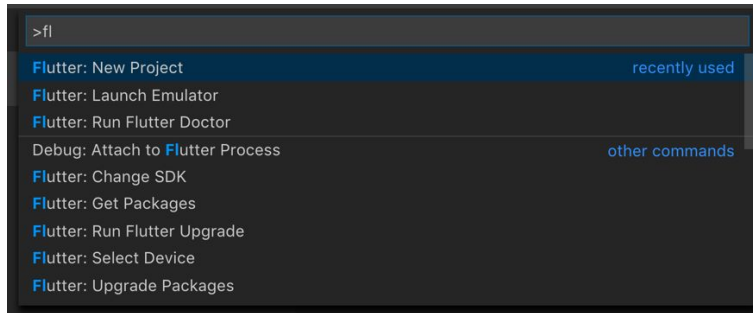 >fl
Flutter: New Project recently used
Flutter: Launch Emulator
Flutter: Run Flutter Doctor
Debug: Attach to Flutter Process other commands
Flutter: Change SDK
Flutter: Get Packages
Flutter: Run Flutter Upgrade
Flutter: Select Device
Flutter: Upgrade Packages